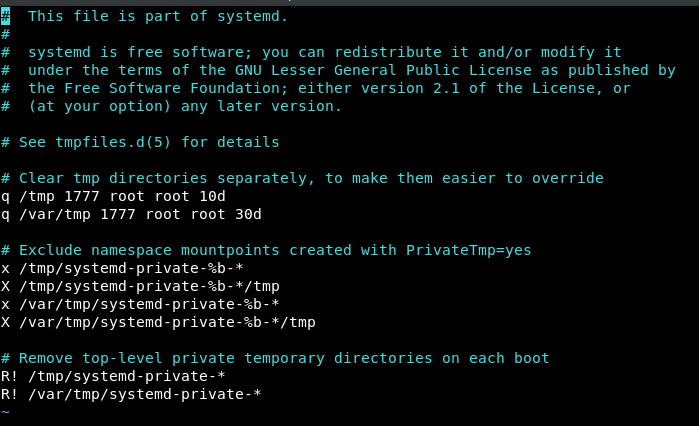 #  This file is part of systemd.
#
#  systemd is free software; you can redistribute it and/or modify it
#  under the terms of the GNU Lesser General Public License as published by
#  the Free Software Foundation; either version 2.1 of the License, or
#  (at your option) any later version.

# See tmpfiles.d(5) for details

# Clear tmp directories separately, to make them easier to override
q /tmp 1777 root root 10d
q /var/tmp 1777 root root 30d

# Exclude namespace mountpoints created with PrivateTmp=yes
x /tmp/systemd-private-%b-*
X /tmp/systemd-private-%b-*/tmp
x /var/tmp/systemd-private-%b-*
X /var/tmp/systemd-private-%b-*/tmp

# Remove top-level private temporary directories on each boot
R! /tmp/systemd-private-*
R! /var/tmp/systemd-private-*
~